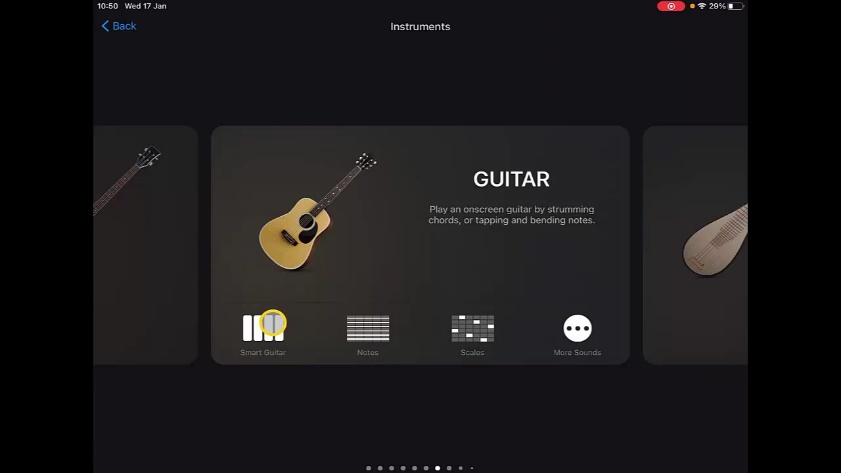 10:50 Wed 17 Jan
29%
Back
Instruments
GUITAR
Play an onscreen guitar by strumming
chords, or tapping and bending notes.
Smart Guitar
Notes
Scales
More Sounds